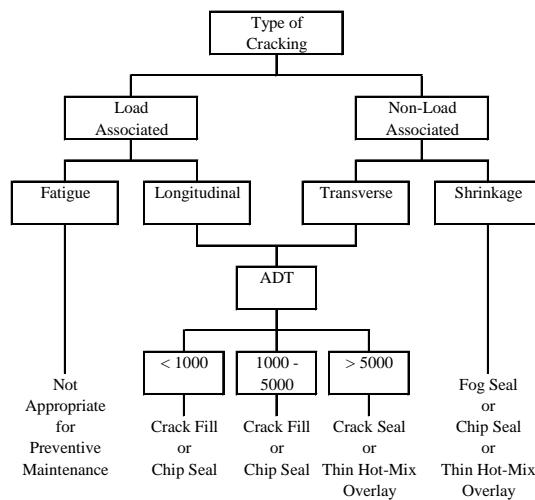 Type of
Cracking
Load
Associated
Non-Load
Associated
Fatigue
Longitudinal
Transverse
Shrinkage
ADT
< 1000
1000 -
5000
> 5000
Not
Appropriate
for
Preventive
Maintenance
Crack Fill
or
Chip Seal
Crack Fill
or
Chip Seal
Crack Seal
or
Thin Hot-Mix
Overlay
Fog Seal
or
Chip Seal
or
Thin Hot-Mix
Overlay